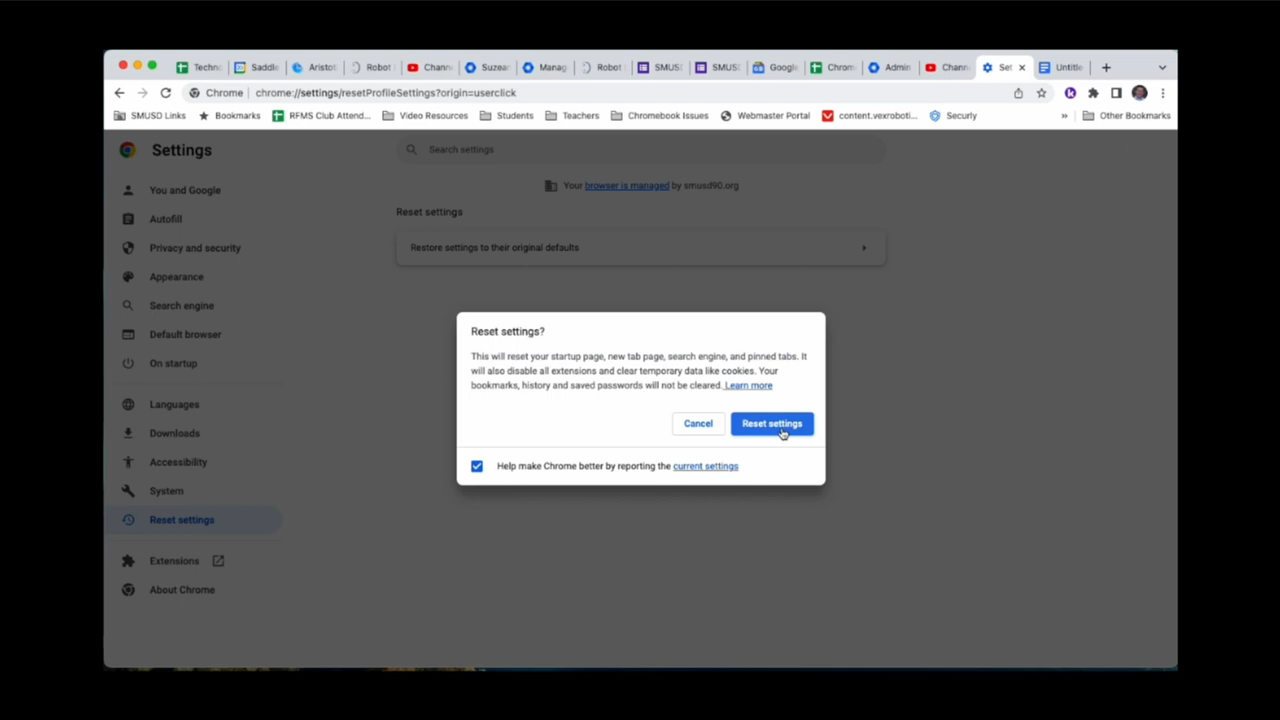 Techn Saddle Aristot Robot Chann Suzear Manag Robot SMUS SMUS Google Chrom Admin Chann Set Untitle
Chrome chrome://settings/resetProfileSettings?origin=userclick
SMUSD Links Bookmarks RFMS Club Attend... Video Resources Students Teachers Chromebook Issues Webmaster Portal content.vexroboti... Securly » Other Bookmarks
Settings
Search settings
You and Google
Your browser is managed by smusd90.org
Autofill
Reset settings
Privacy and security
Restore settings to their original defaults
Appearance
Search engine
Default browser
On startup
Languages
Downloads
Accessibility
System
Reset settings
Extensions
About Chrome
Reset settings?
This will reset your startup page, new tab page, search engine, and pinned tabs. It
will also disable all extensions and clear temporary data like cookies. Your
bookmarks, history and saved passwords will not be cleared. Learn more
Cancel
Reset settings
Help make Chrome better by reporting the current settings